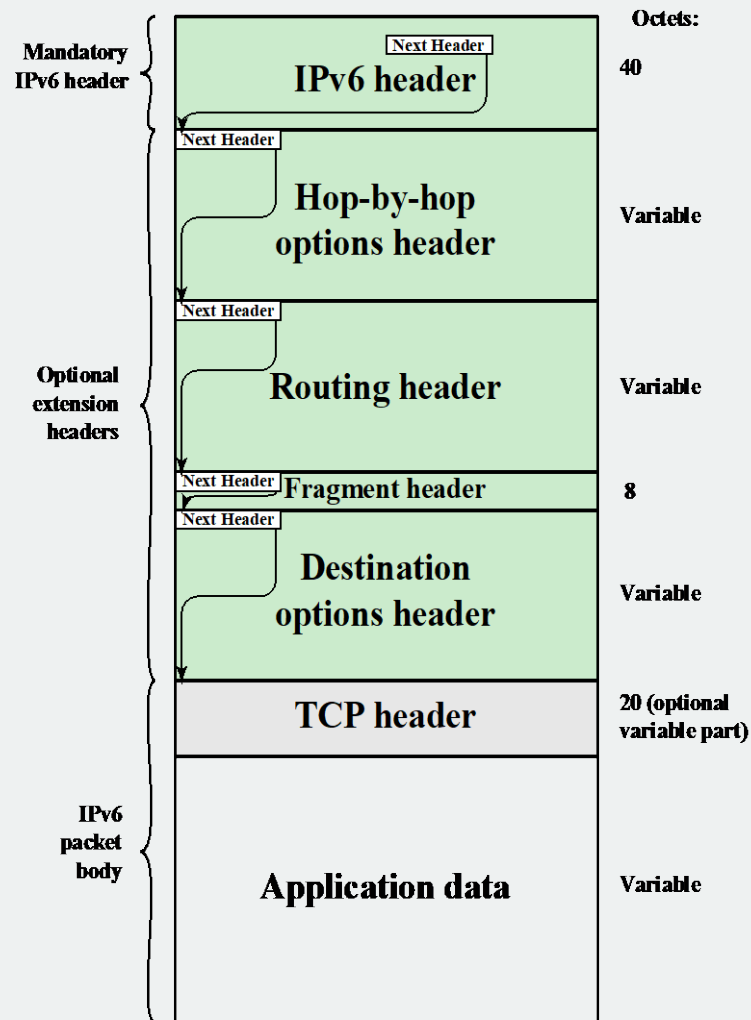 Octets:
Mandatory
IPv6 header
Next Header
IPv6 header
40
Next Header
Hop-by-hop
options header
Variable
Optional
extension
headers
Next Header
Routing header
Variable
Next Header
Fragment header
8
Next Header
Destination
options header
Variable
TCP header
20 (optional
variable part)
IPv6
packet
body
Application data
Variable